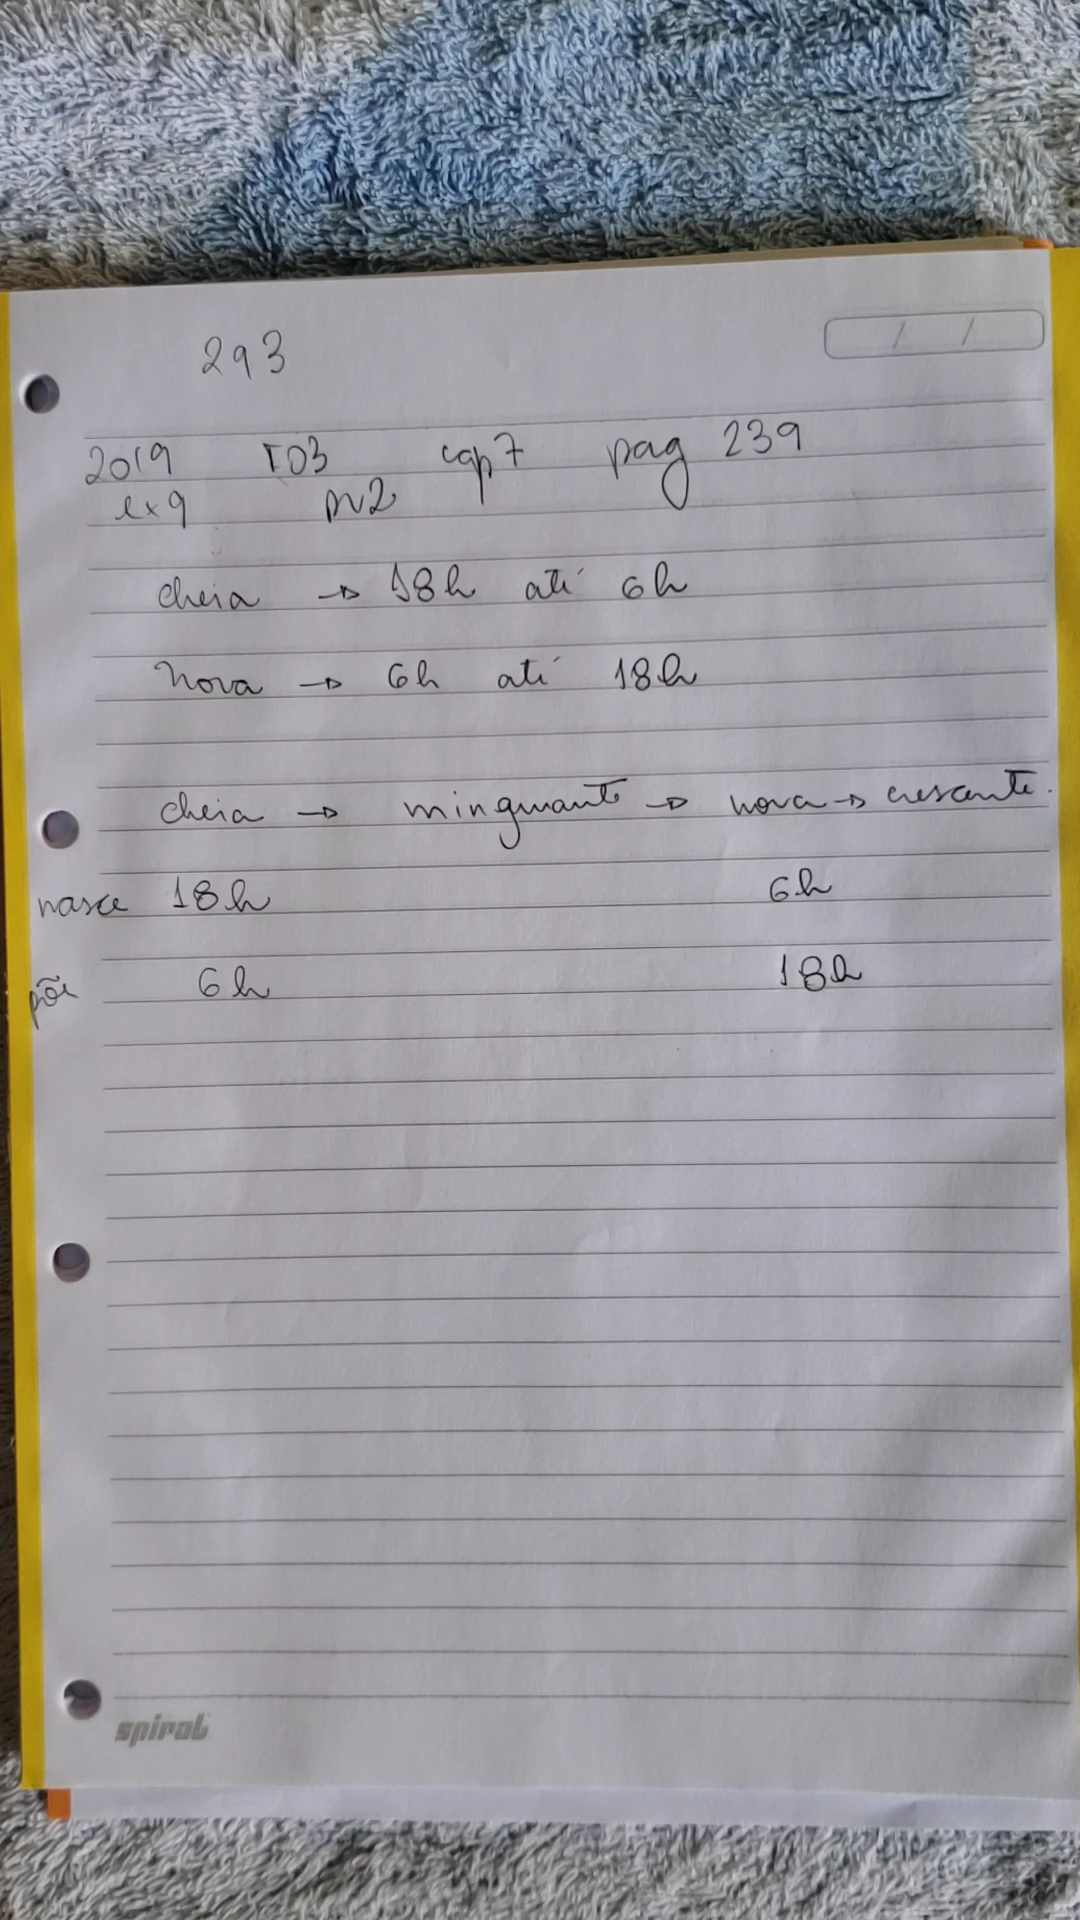 293
/ /
2019 T03 cap7 pag 239
ex9 N2
cheia → 18h até 6h
Nova → 6h até 18h
cheia → minguante → nova → crescente.
nasce 18h 6h
põe 6h 18h
spiral